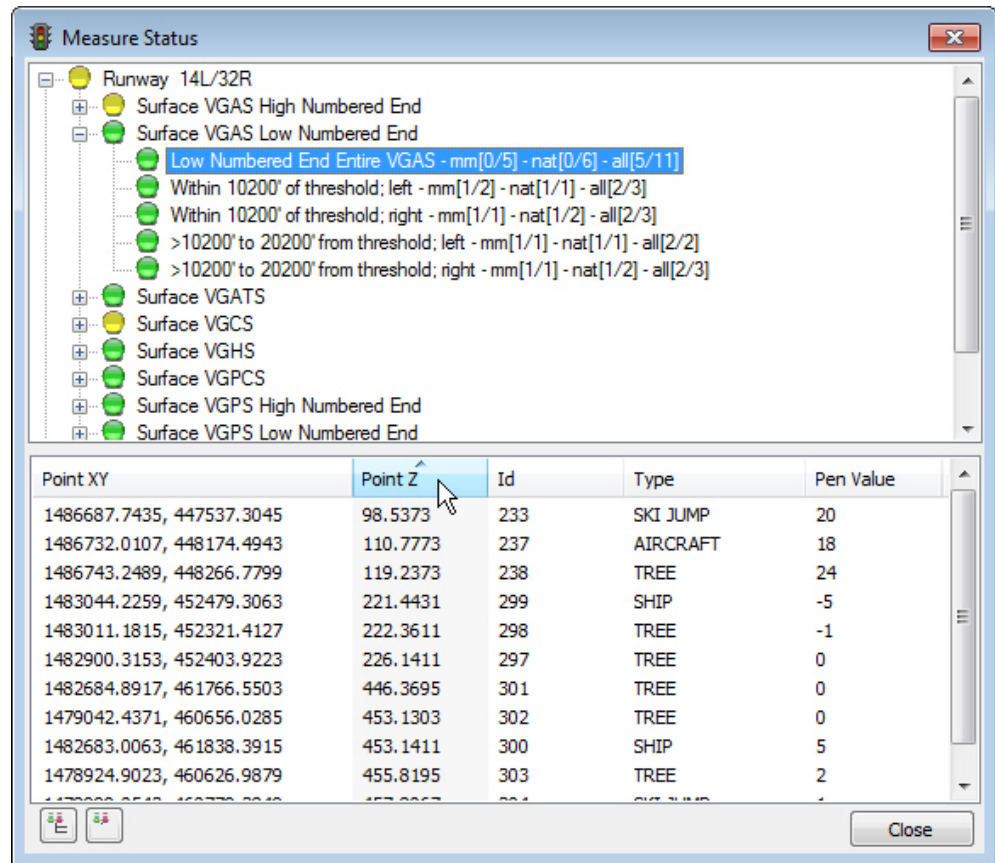 Measure Status
Runway 14L/32R
Surface VGAS High Numbered End
Surface VGAS Low Numbered End
Low Numbered End Entire VGAS - mm[0/5] - nat[0/6] - all[5/11]
Within 10200' of threshold; left - mm[1/2] - nat[1/1] - all[2/3]
Within 10200' of threshold; right - mm[1/1] - nat[1/2] - all[2/3]
>10200' to 20200' from threshold; left - mm[1/1] - nat[1/1] - all[2/2]
>10200' to 20200' from threshold; right - mm[1/1] - nat[1/2] - all[2/3]
Surface VGATS
Surface VGCS
Surface VGHS
Surface VGPCS
Surface VGPS High Numbered End
Surface VGPS Low Numbered End
Point XY Point Z Id Type Pen Value
1486687.7435, 447537.3045 98.5373 233 SKI JUMP 20
1486732.0107, 448174.4943 110.7773 237 AIRCRAFT 18
1486743.2489, 448266.7799 119.2373 238 TREE 24
1483044.2259, 452479.3063 221.4431 299 SHIP -5
1483011.1815, 452321.4127 222.3611 298 TREE -1
1482900.3153, 452403.9223 226.1411 297 TREE 0
1482684.8917, 461766.5503 446.3695 301 TREE 0
1479042.4371, 460656.0285 453.1303 302 TREE 0
1482683.0063, 461838.3915 453.1411 300 SHIP 5
1478924.9023, 460626.9879 455.8195 303 TREE 2
Close